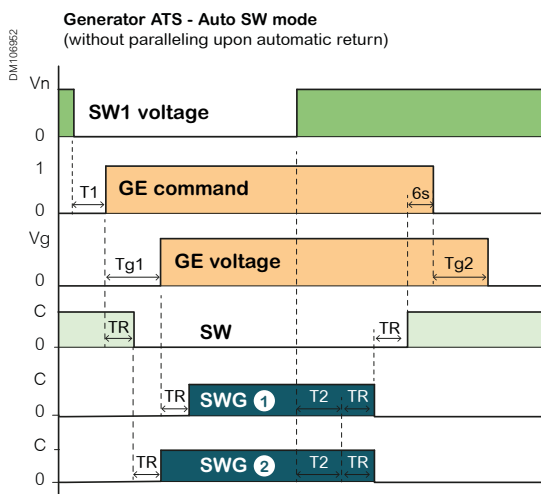 Generator ATS - Auto SW mode
(without paralleling upon automatic return)
DM106952
Vn
SW1 voltage
0
1
T1
GE command
6s
0
Vg
Tg1
GE voltage
Tg2
0
C
TR
SW
TR
0
C
TR
SWG 1
T2
TR
0
C
TR
SWG 2
T2
TR
0